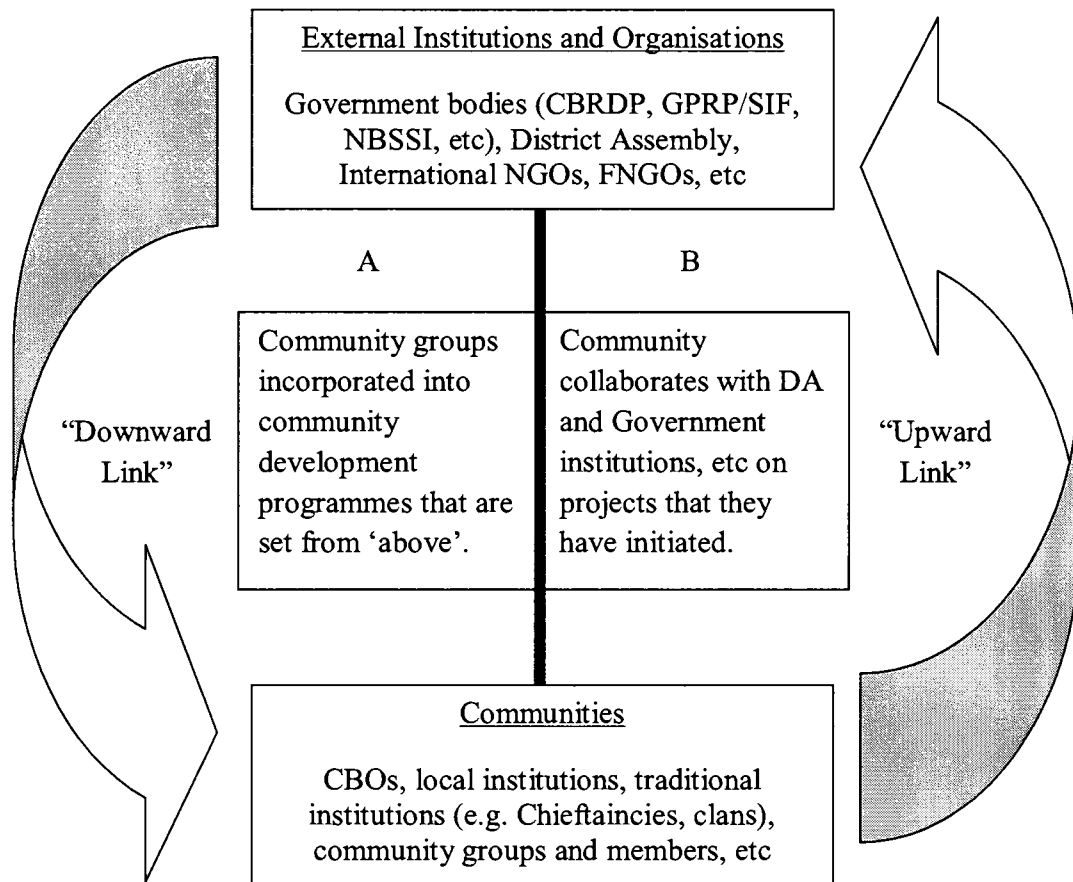 External Institutions and Organisations
Government bodies (CBRDP, GPRP/SIF,
NBSSI, etc), District Assembly,
International NGOs, FNGOs, etc
A
B
Community groups
incorporated into
community
development
programmes that are
set from ‘above’.
Community
collaborates with DA
and Government
institutions, etc on
projects that they
have initiated.
“Downward
Link”
“Upward
Link”
Communities
CBOs, local institutions, traditional
institutions (e.g. Chieftaincies, clans),
community groups and members, etc